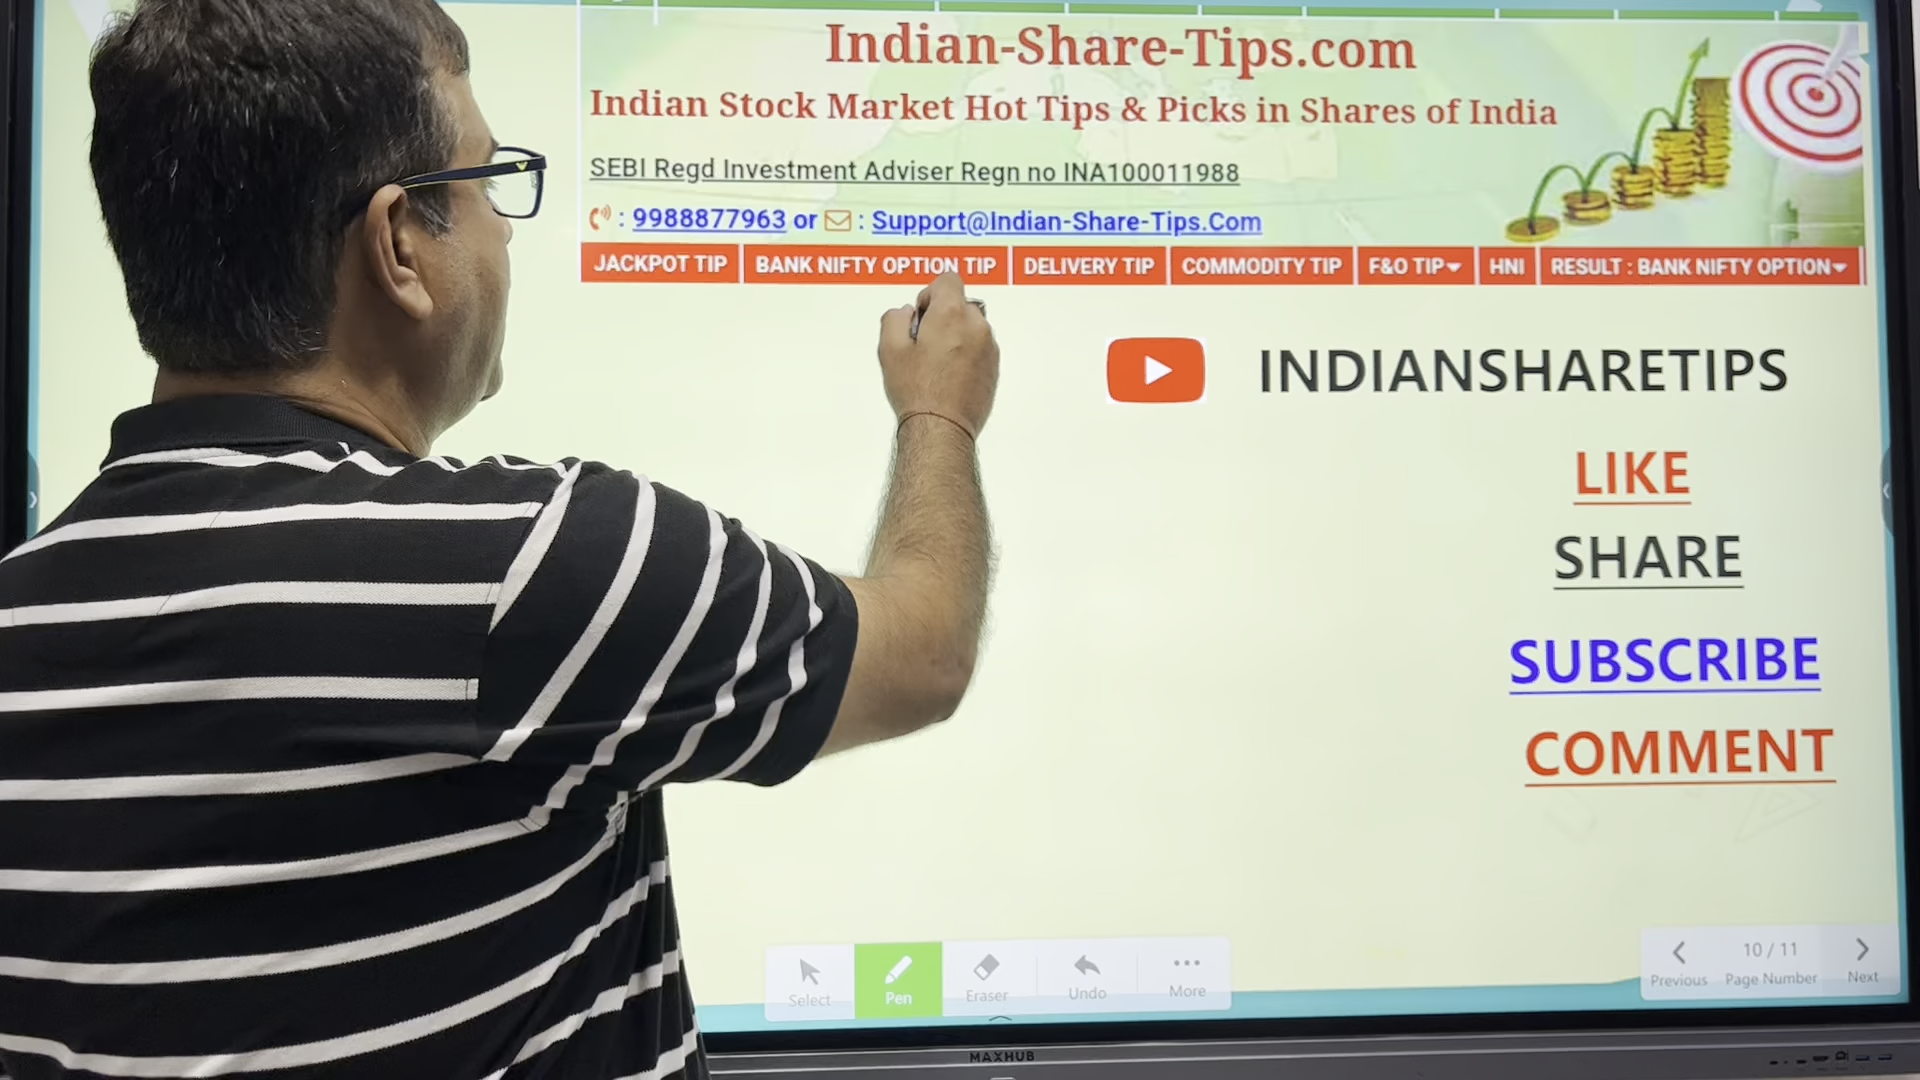 Indian-Share-Tips.com
Indian Stock Market Hot Tips & Picks in Shares of India
SEBI Regd Investment Adviser Regn no INA100011988
: 9988877963 or : Support@Indian-Share-Tips.Com
JACKPOT TIP BANK NIFTY OPTION TIP DELIVERY TIP COMMODITY TIP F&O TIP HNI RESULT : BANK NIFTY OPTION
INDIANSHARETIPS
LIKE
SHARE
SUBSCRIBE
COMMENT
Select Pen Eraser Undo More
10 / 11
Previous Page Number Next
MAXHUB